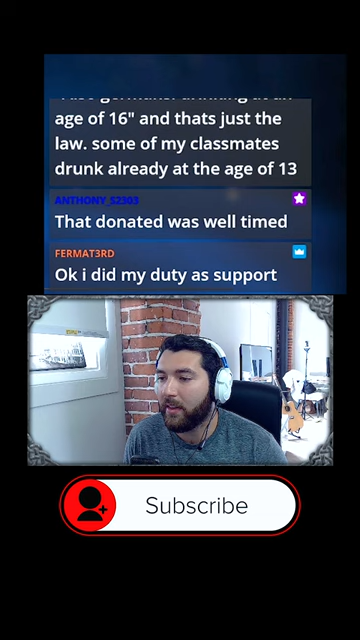 age of 16" and thats just the
law. some of my classmates
drunk already at the age of 13
ANTHONY_S2303
That donated was well timed
FERMAT3RD
Ok i did my duty as support
Subscribe